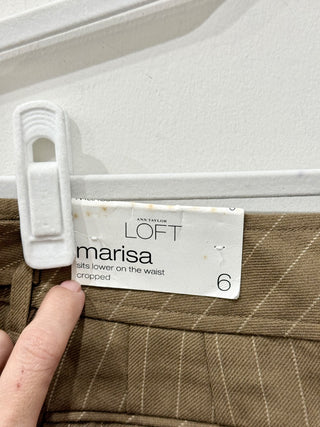 ANN TAYLOR
LOFT
marisa
sits lower on the waist
cropped
6